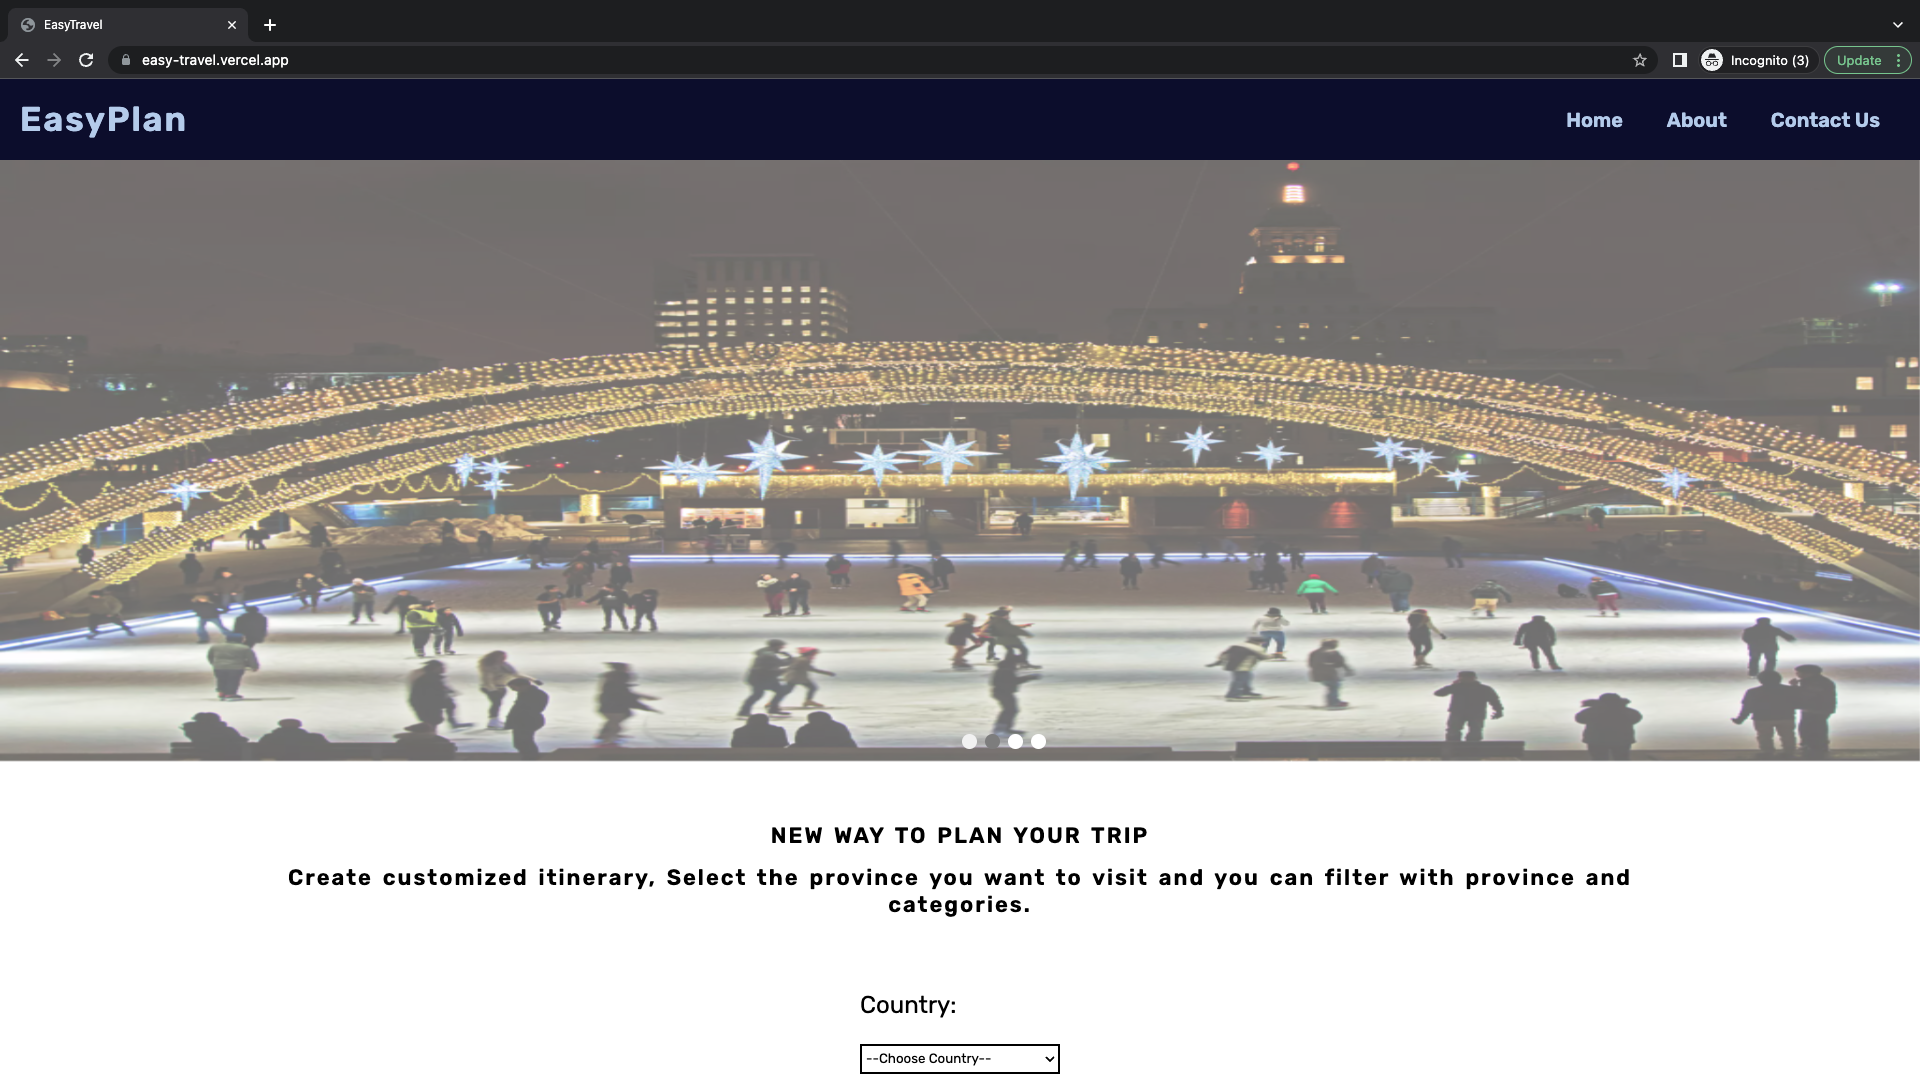 EasyTravel
easy-travel.vercel.app
Incognito (3)
Update
EasyPlan
Home
About
Contact Us
NEW WAY TO PLAN YOUR TRIP
Create customized itinerary, Select the province you want to visit and you can filter with province and
categories.
Country:
--Choose Country--